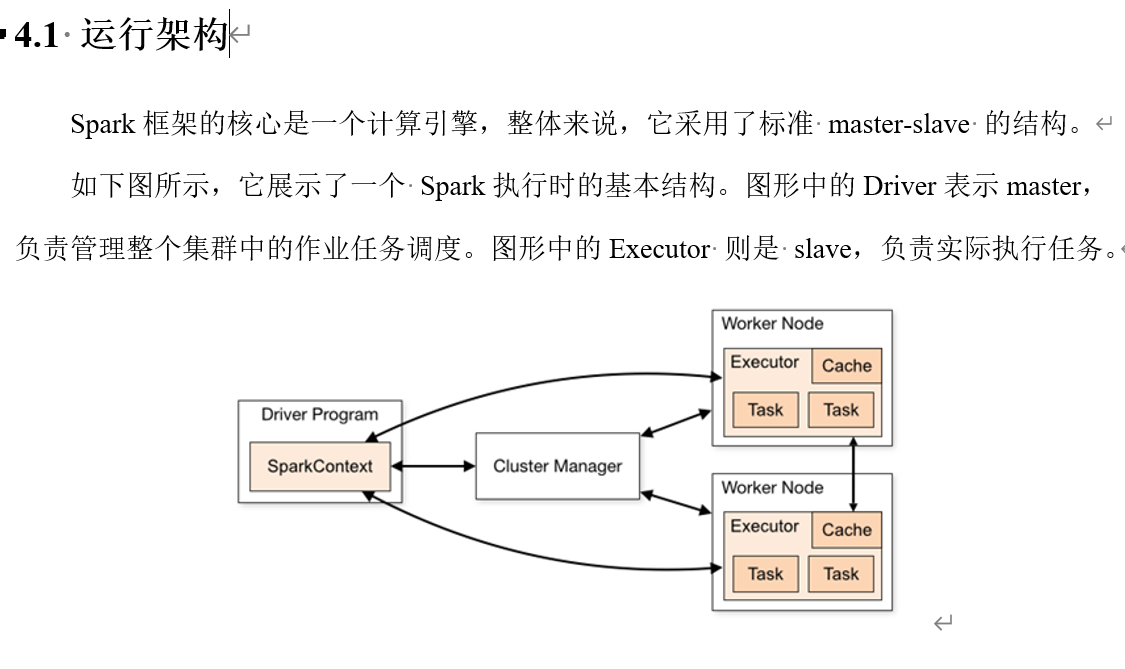 4.1 运行架构
Spark 框架的核心是一个计算引擎，整体来说，它采用了标准 master-slave 的结构。
如下图所示，它展示了一个 Spark 执行时的基本结构。图形中的 Driver 表示 master，
负责管理整个集群中的作业任务调度。图形中的 Executor 则是 slave，负责实际执行任务。
Worker Node
Executor
Cache
Task
Task
Driver Program
SparkContext
Cluster Manager
Worker Node
Executor
Cache
Task
Task